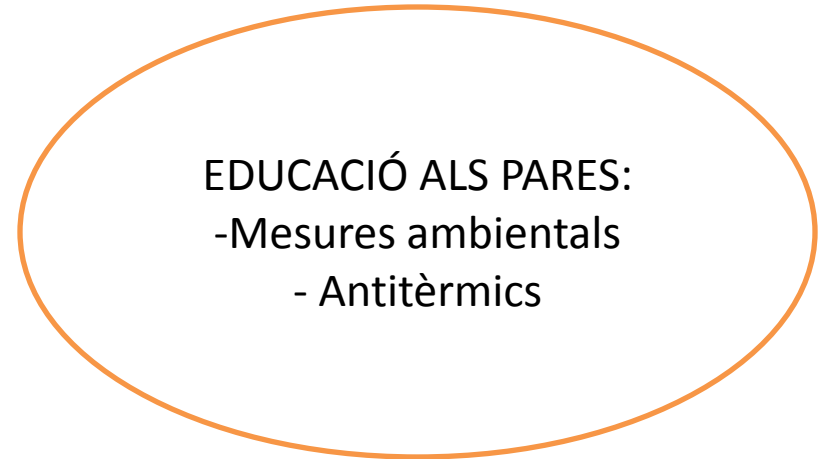 EDUCACIÓ ALS PARES:
-Mesures ambientals
- Antitèrmics